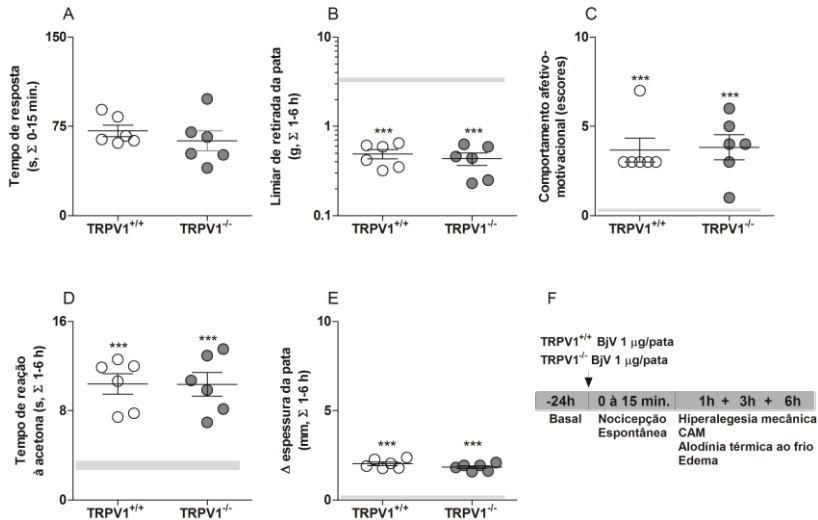 A
Tempo de resposta
(s, Σ 0-15 min.)
150
75
0
TRPV1+/+
TRPV1-/-
B
Limiar de retirada da pata
(g, Σ 1-6 h)
10
1
0.1
***
***
TRPV1+/+
TRPV1-/-
C
Comportamento afetivo-
motivacional (escores)
10
5
0
***
***
TRPV1+/+
TRPV1-/-
D
Tempo de reação
à acetona (s, Σ 1-6 h)
16
8
0
***
***
TRPV1+/+
TRPV1-/-
E
Δ espessura da pata
(mm, Σ 1-6 h)
10
5
0
***
***
TRPV1+/+
TRPV1-/-
F
TRPV1+/+ BjV 1 μg/pata
TRPV1-/- BjV 1 μg/pata
-24h 0 à 15 min. 1h + 3h + 6h
Basal Nocicepção Hiperalegesia mecânica
Espontânea CAM
Alodínia térmica ao frio
Edema